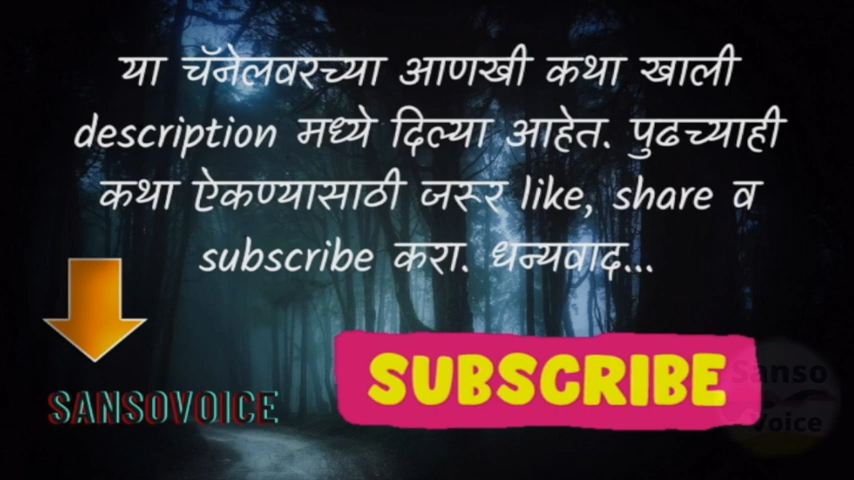 या चॅनेलवरच्या आणखी कथा खाली
description मध्ये दिल्या आहेत. पुढच्याही
कथा ऐकण्यासाठी जरूर like, share व
subscribe करा. धन्यवाद...
SUBSCRIBE
SANSOVOICE
Sanso
Voice